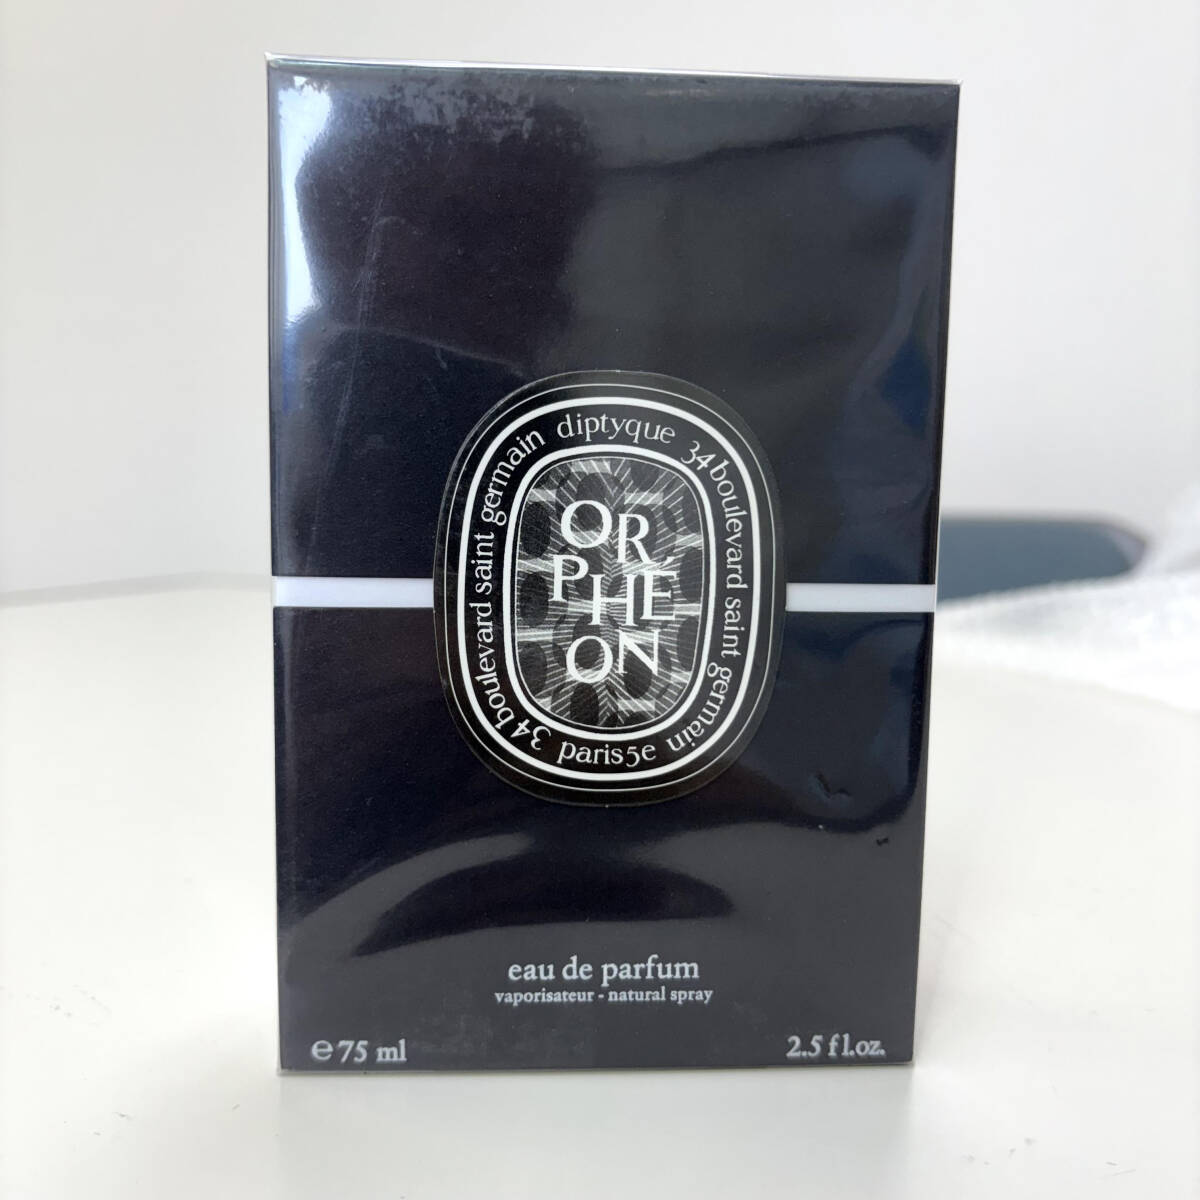 diptyque 34 boulevard saint germain paris5e 34 boulevard saint germain
OR
PHÉ
ON
eau de parfum
vaporisateur - natural spray
℮ 75 ml 2.5 fl.oz.